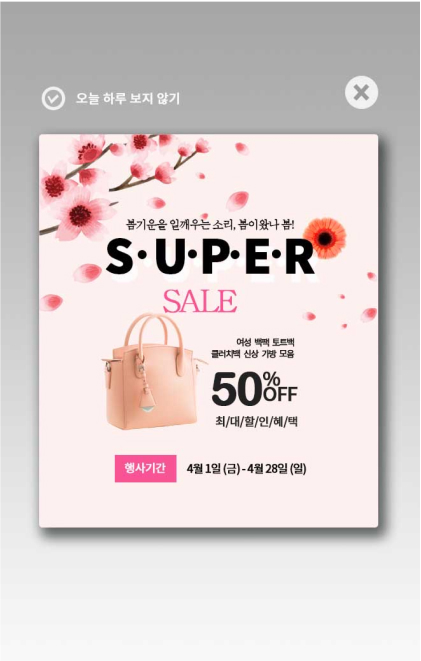 오늘 하루 보지 않기
봄기운을 일깨우는 소리, 봄이왔나 봄!
S·U·P·E·R
SALE
여성 백팩 토트백
클러치백 신상 가방 모음
50% OFF
최/대/할/인/혜/택
행사기간 4월 1일 (금) - 4월 28일 (일)